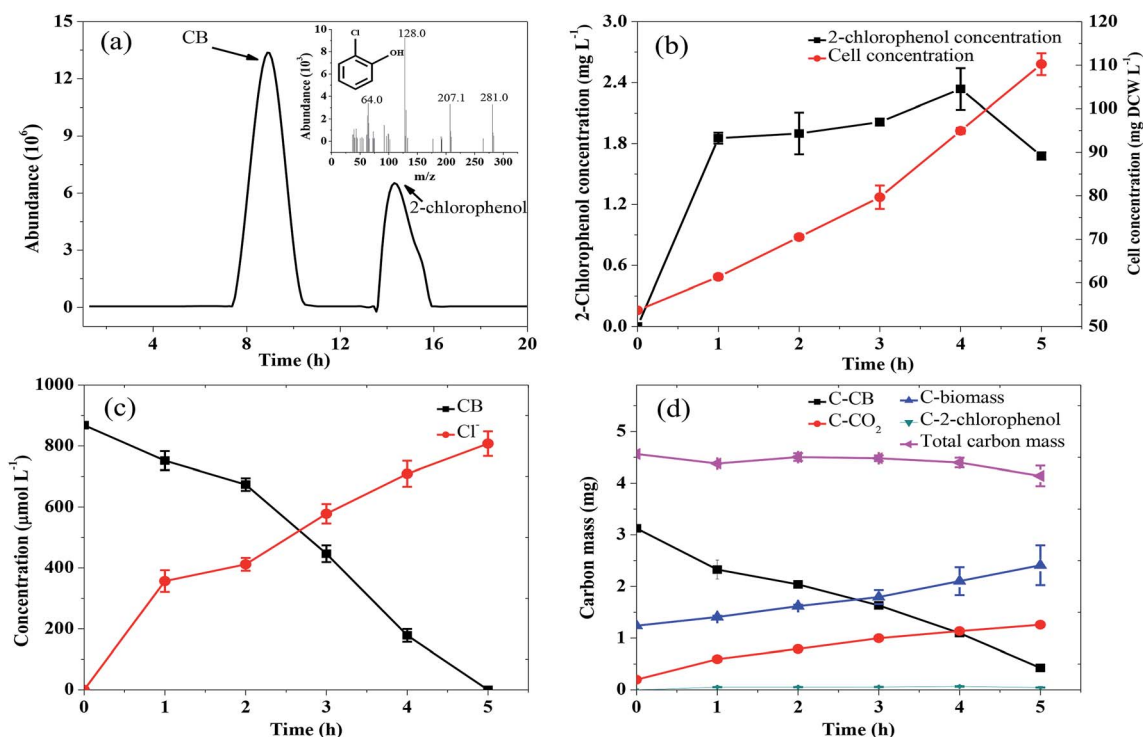 (a)
CB
2-chlorophenol
Abundance (10⁶)
15
12
9
6
3
0
4
8
12
16
20
Time (h)
Cl
OH
128.0
64.0
207.1
281.0
Abundance (10³)
10
8
6
4
2
0
0 50 100 150 200 250 300
m/z
(b)
2-chlorophenol concentration
Cell concentration
2-Chlorophenol concentration (mg L⁻¹)
3.0
2.4
1.8
1.2
0.6
0.0
Cell concentration (mg DCW L⁻¹)
120
110
100
90
80
70
60
50
0 1 2 3 4 5
Time (h)
(c)
CB
Cl⁻
Concentration (μmol L⁻¹)
1000
800
600
400
200
0
0 1 2 3 4 5
Time (h)
(d)
C-CB
C-CO₂
C-biomass
C-2-chlorophenol
Total carbon mass
Carbon mass (mg)
5
4
3
2
1
0
0 1 2 3 4 5
Time (h)